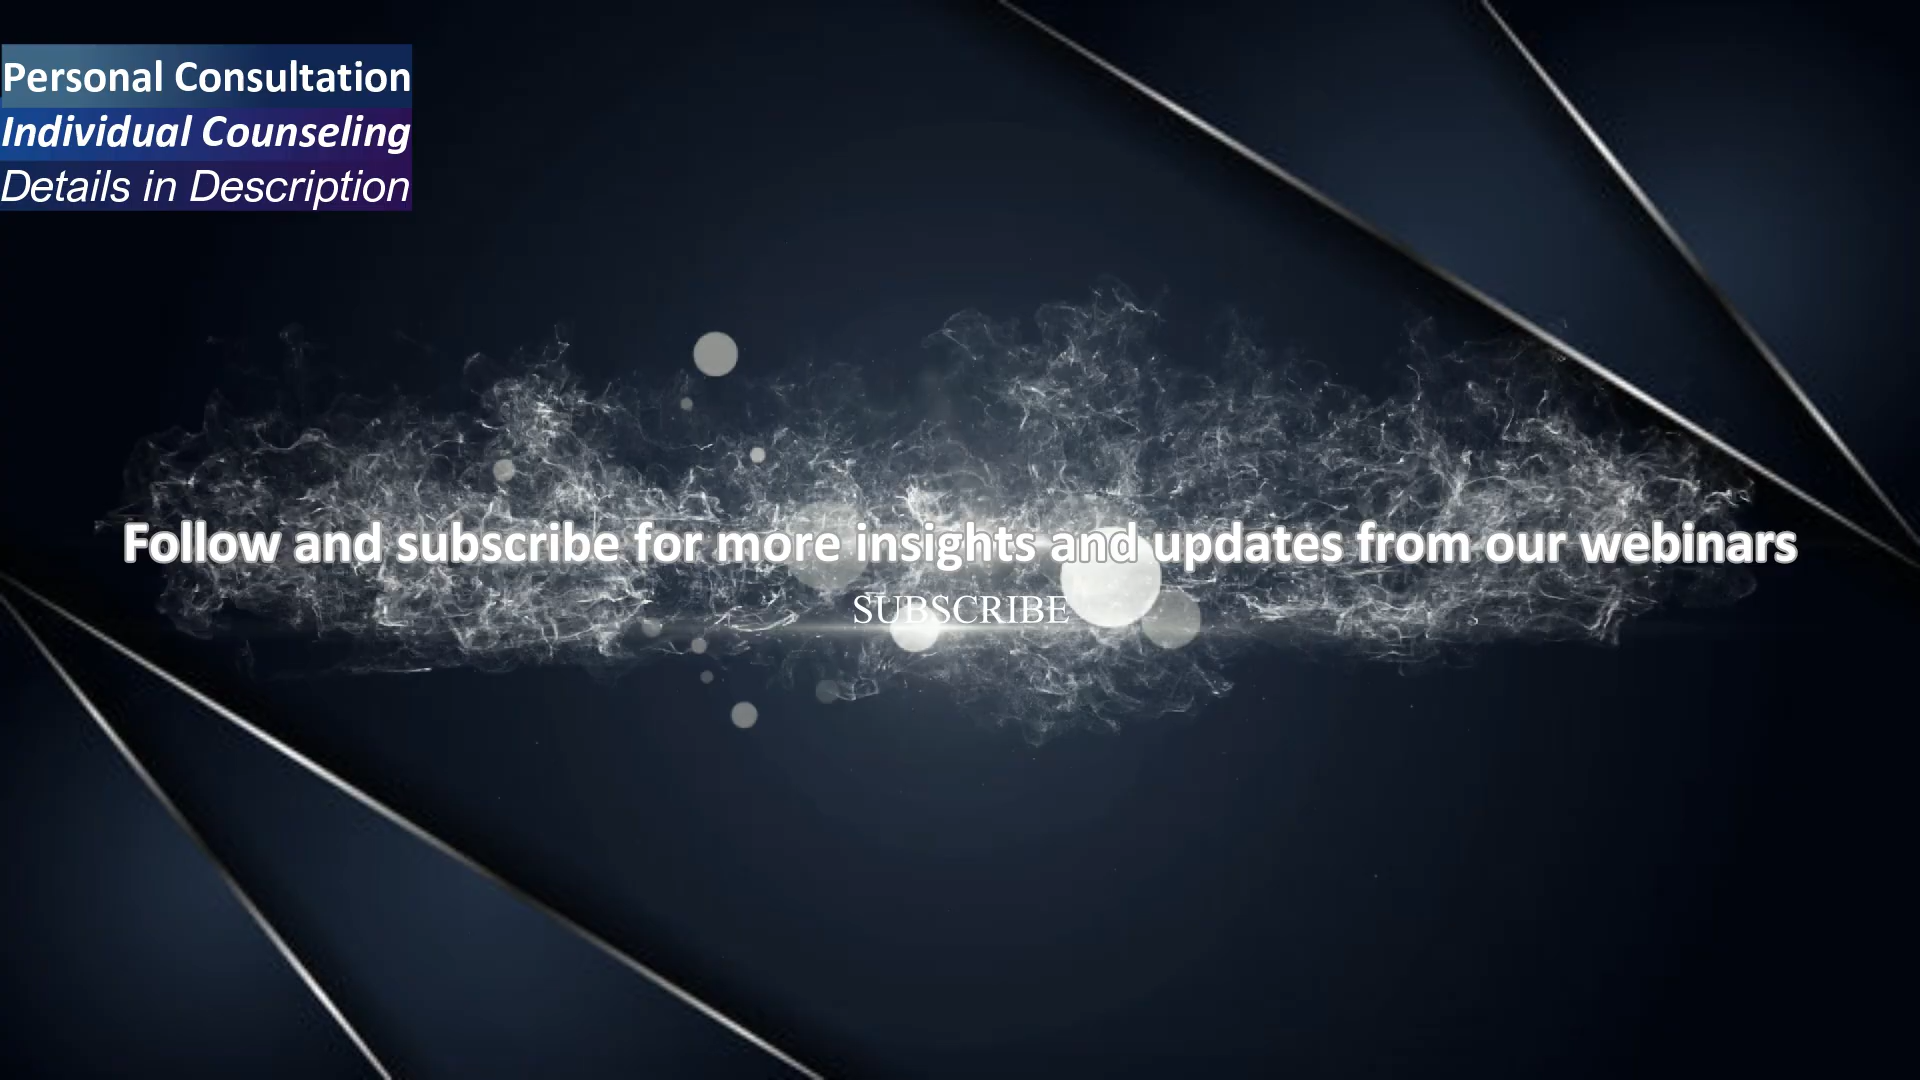 Personal Consultation
Individual Counseling
Details in Description
Follow and subscribe for more insights and updates from our webinars
SUBSCRIBE